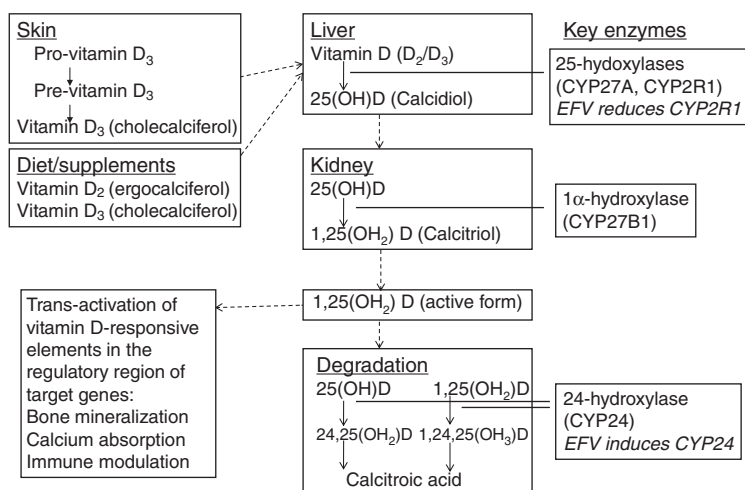 Skin
Pro-vitamin D₃
Pre-vitamin D₃
Vitamin D₃ (cholecalciferol)
Diet/supplements
Vitamin D₂ (ergocalciferol)
Vitamin D₃ (cholecalciferol)
Liver
Vitamin D (D₂/D₃)
25(OH)D (Calcidiol)
Key enzymes
25-hydoxylases
(CYP27A, CYP2R1)
EFV reduces CYP2R1
Kidney
25(OH)D
1,25(OH₂) D (Calcitriol)
1α-hydroxylase
(CYP27B1)
1,25(OH₂) D (active form)
Trans-activation of
vitamin D-responsive
elements in the
regulatory region of
target genes:
Bone mineralization
Calcium absorption
Immune modulation
Degradation
25(OH)D 1,25(OH₂)D
24,25(OH₂)D 1,24,25(OH₃)D
Calcitroic acid
24-hydroxylase
(CYP24)
EFV induces CYP24